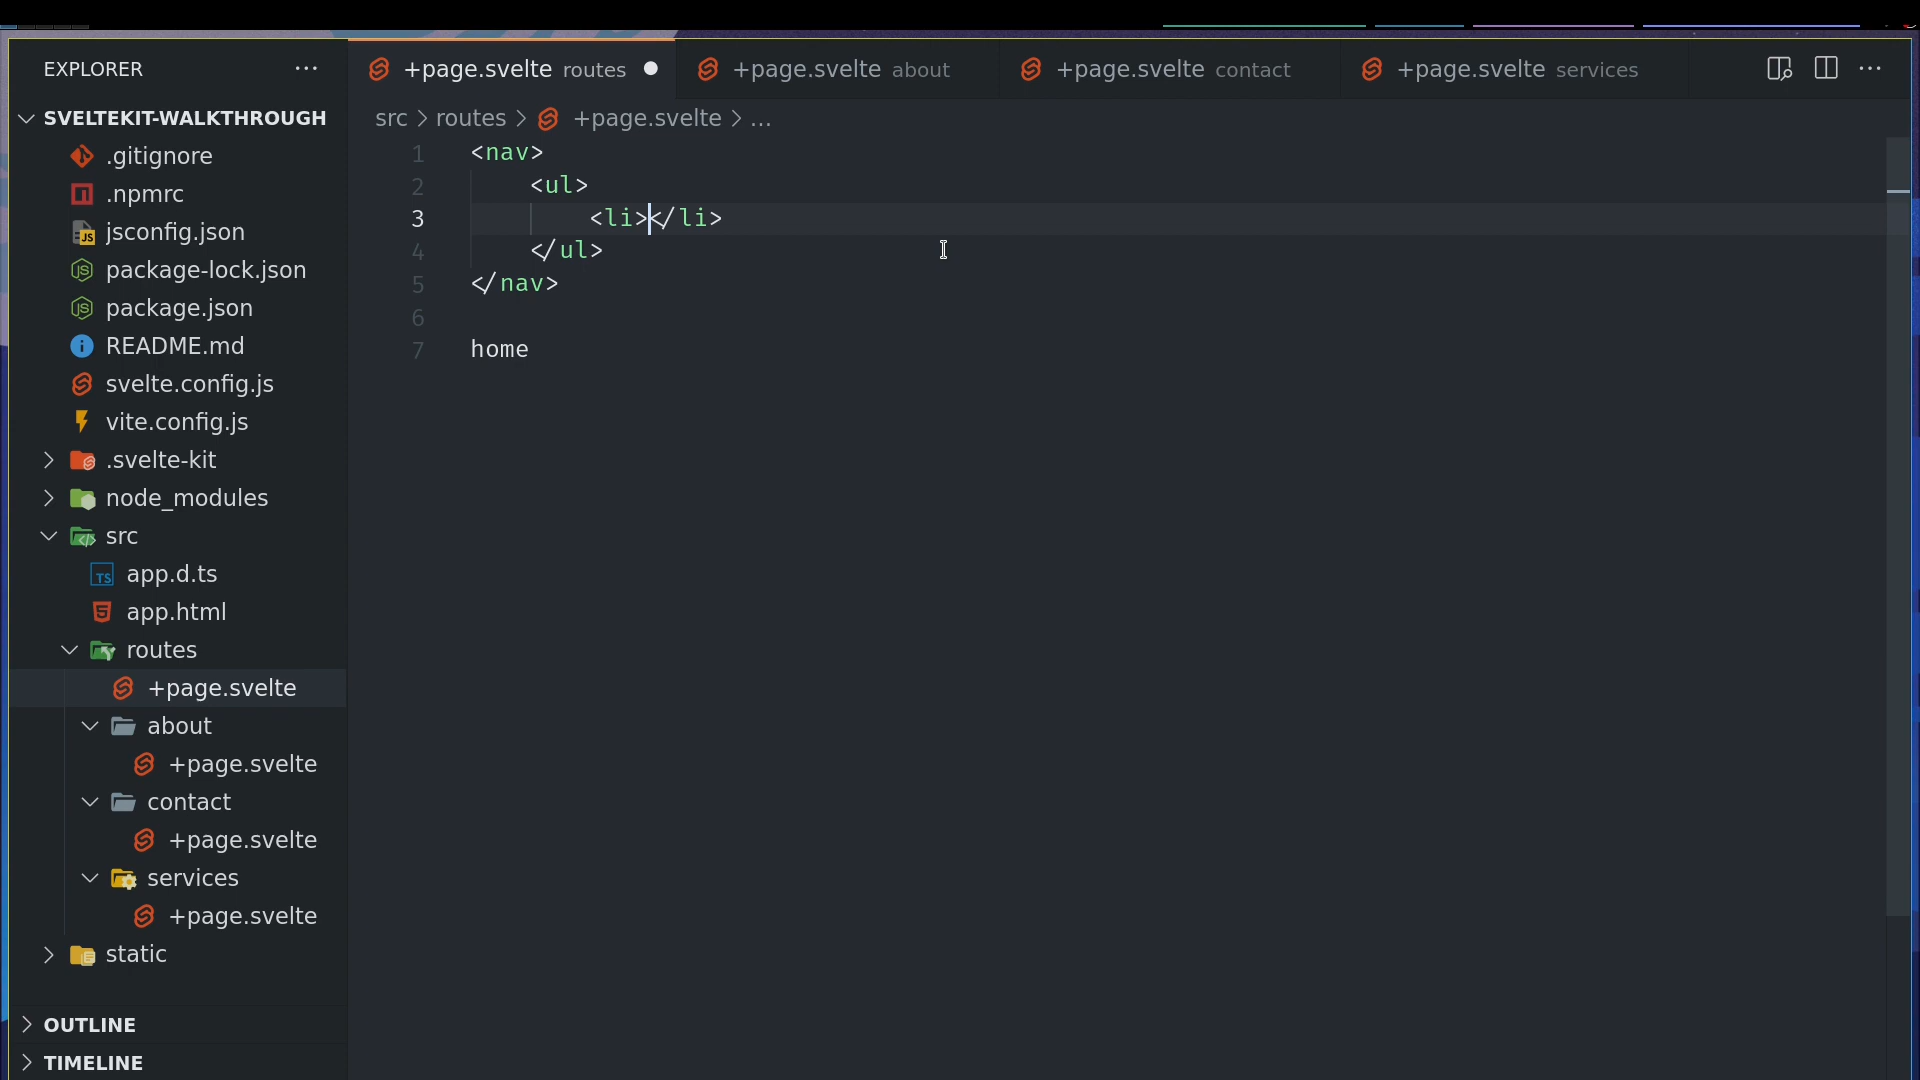 EXPLORER ...
+page.svelte routes +page.svelte about +page.svelte contact +page.svelte services ...
SVELTEKIT-WALKTHROUGH
.gitignore
.npmrc
jsconfig.json
package-lock.json
package.json
README.md
svelte.config.js
vite.config.js
.svelte-kit
node_modules
src
app.d.ts
app.html
routes
+page.svelte
about
+page.svelte
contact
+page.svelte
services
+page.svelte
static
OUTLINE
TIMELINE
src > routes > +page.svelte > ...
1 <nav>
2 <ul>
3 <li></li>
4 </ul>
5 </nav>
6
7 home